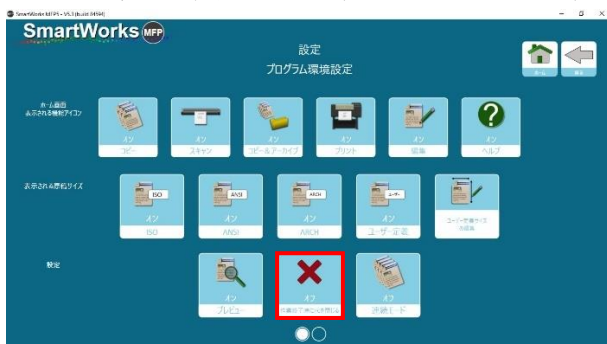 SmartWorks MFP
設定
プログラム環境設定
ホーム
戻る
ホーム画面
表示される機能アイコン
オン
コピー
オン
スキャン
オン
コピー&アーカイブ
オン
プリント
オン
編集
オン
ヘルプ
表示される原稿サイズ
ISO
オン
ISO
ANSI
オン
ANSI
オン
ARCH
ユーザー
オン
ユーザー定義
ユーザー定義サイズ
の編集
設定
オン
プレビュー
オフ
オフ
連続モード